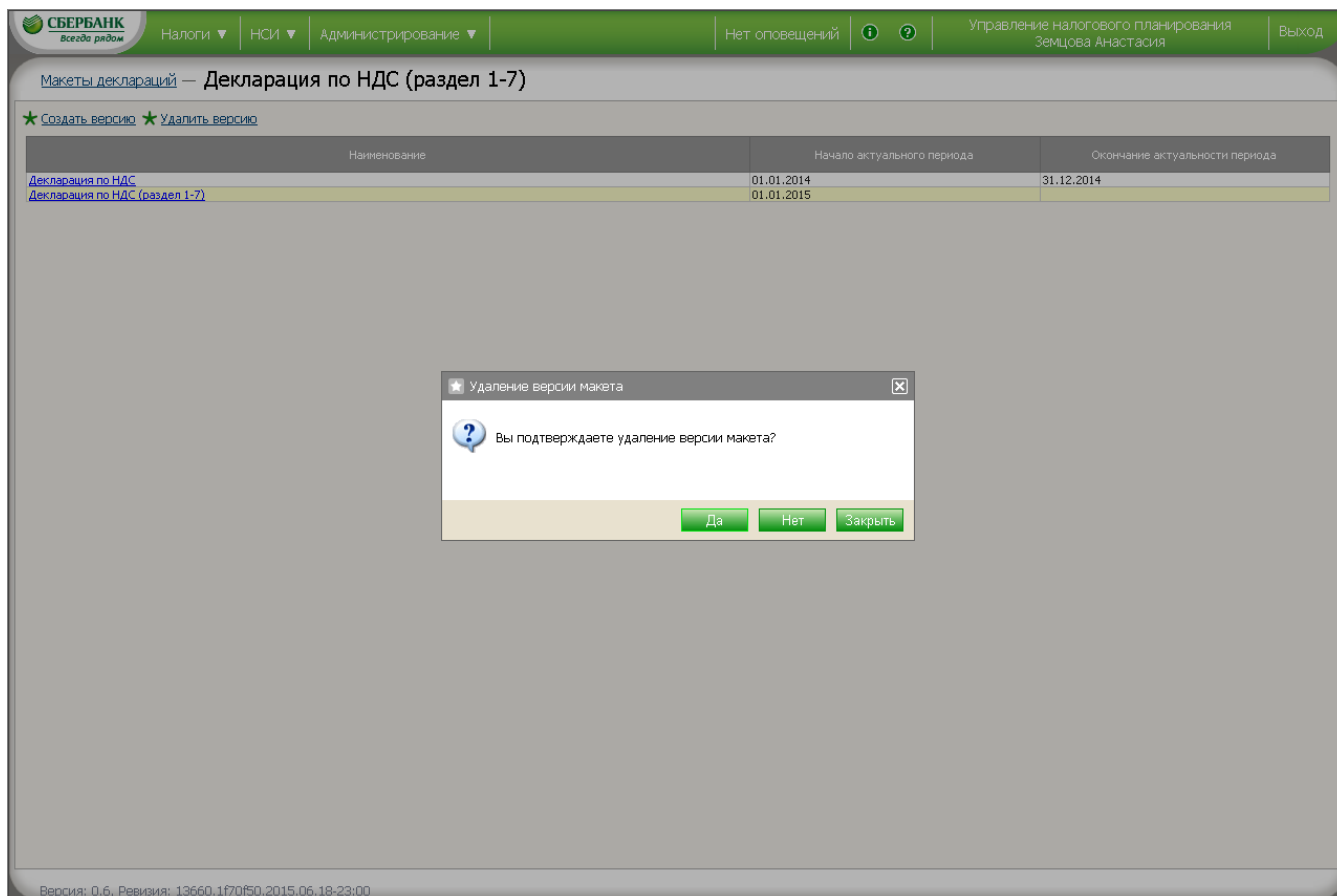 СБЕРБАНК
Всегда рядом
Налоги ▼
НСИ ▼
Администрирование ▼
Нет оповещений
Управление налогового планирования
Земцова Анастасия
Выход
Макеты деклараций — Декларация по НДС (раздел 1-7)
Создать версию Удалить версию
Наименование Начало актуального периода Окончание актуальности периода
Декларация по НДС 01.01.2014 31.12.2014
Декларация по НДС (раздел 1-7) 01.01.2015
Удаление версии макета
Вы подтверждаете удаление версии макета?
Да Нет Закрыть
Версия: 0.6, Ревизия: 13660.1f70f50.2015.06.18-23:00